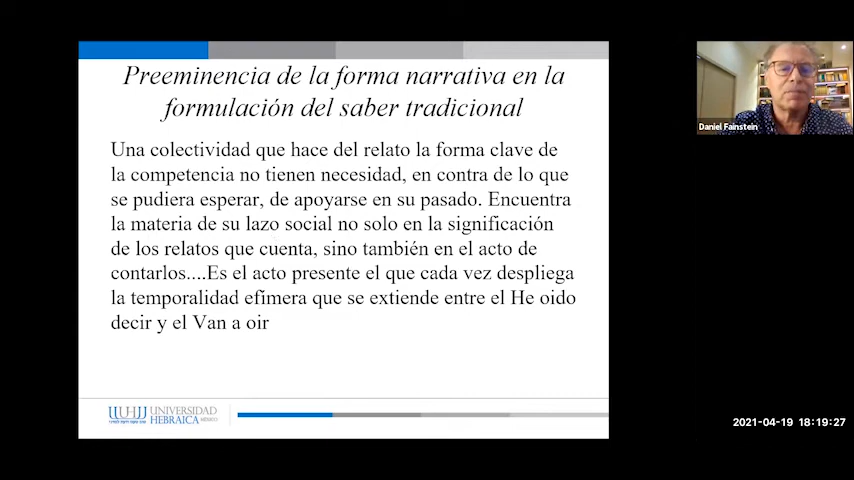 Preeminencia de la forma narrativa en la
formulación del saber tradicional
Una colectividad que hace del relato la forma clave de
la competencia no tienen necesidad, en contra de lo que
se pudiera esperar, de apoyarse en su pasado. Encuentra
la materia de su lazo social no solo en la significación
de los relatos que cuenta, sino también en el acto de
contarlos....Es el acto presente el que cada vez despliega
la temporalidad efímera que se extiende entre el He oido
decir y el Van a oir
UNIVERSIDAD
HEBRAICA MÉXICO
Daniel Fainstein
2021-04-19 18:19:27